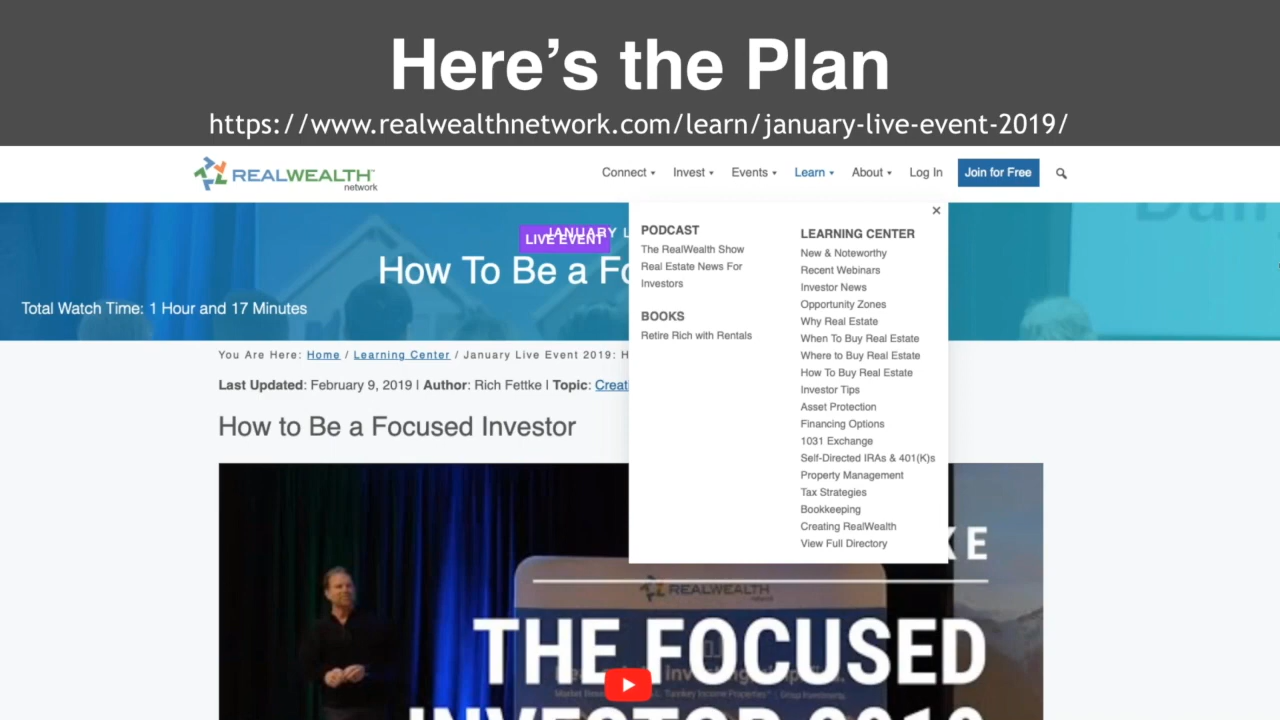 Here's the Plan
https://www.realwealthnetwork.com/learn/january-live-event-2019/
REALWEALTH
network
Connect
Invest
Events
Learn
About
Log In
Join for Free
JANUARY L
LIVE EVENT
How To Be a Fo
Total Watch Time: 1 Hour and 17 Minutes
You Are Here: Home / Learning Center / January Live Event 2019: H
Last Updated: February 9, 2019 | Author: Rich Fettke | Topic: Creati
How to Be a Focused Investor
PODCAST
The RealWealth Show
Real Estate News For
Investors
BOOKS
Retire Rich with Rentals
LEARNING CENTER
New & Noteworthy
Recent Webinars
Investor News
Opportunity Zones
Why Real Estate
When To Buy Real Estate
Where to Buy Real Estate
How To Buy Real Estate
Investor Tips
Asset Protection
Financing Options
1031 Exchange
Self-Directed IRAs & 401(K)s
Property Management
Tax Strategies
Bookkeeping
Creating RealWealth
View Full Directory
KE
REALWEALTH
THE FOCUSED
INVESTOR 2019